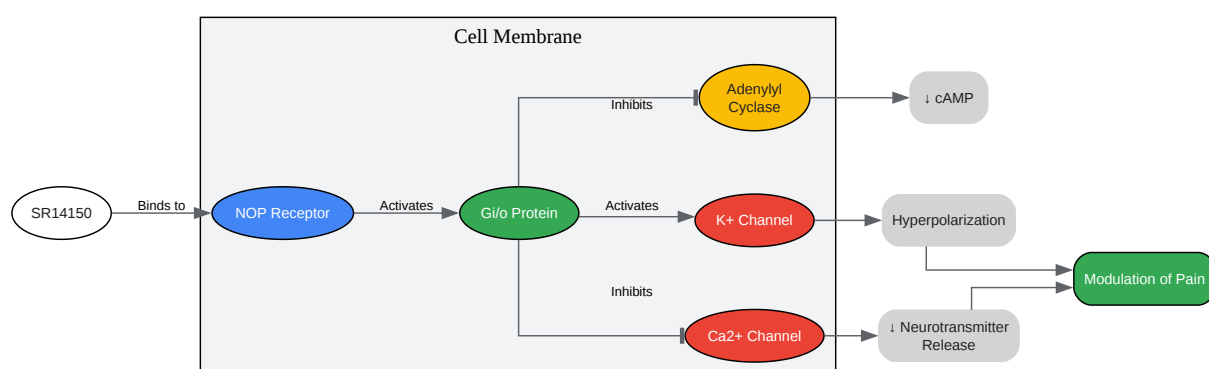 Cell Membrane
Adenylyl
Cyclase
Inhibits
↓ cAMP
SR14150
Binds to
NOP Receptor
Activates
Gi/o Protein
Activates
K+ Channel
Hyperpolarization
Modulation of Pain
Inhibits
Ca2+ Channel
↓ Neurotransmitter
Release